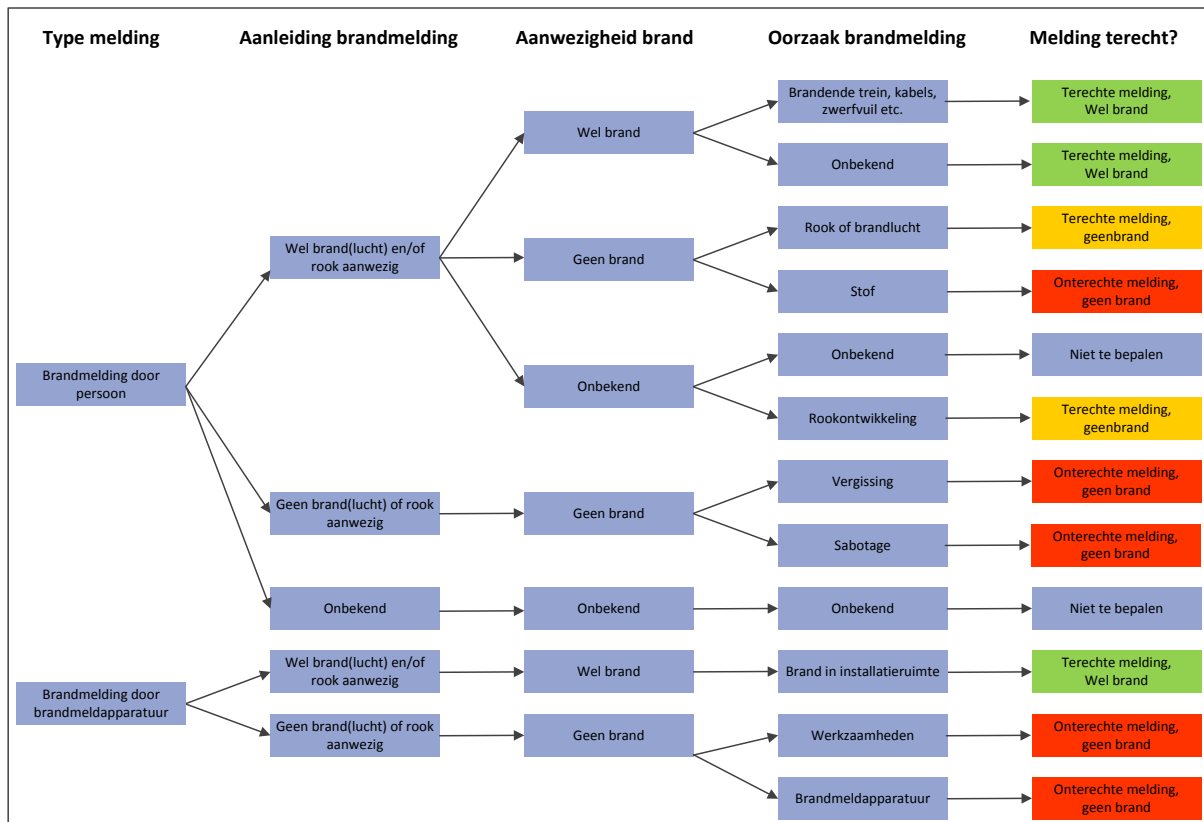 Type melding
Aanleiding brandmelding
Aanwezigheid brand
Oorzaak brandmelding
Melding terecht?
Brandende trein, kabels,
zwerfvuil etc.
Terechte melding,
Wel brand
Wel brand
Onbekend
Terechte melding,
Wel brand
Wel brand(lucht) en/of
rook aanwezig
Geen brand
Rook of brandlucht
Terechte melding,
geenbrand
Stof
Onterechte melding,
geen brand
Brandmelding door
persoon
Onbekend
Onbekend
Niet te bepalen
Rookontwikkeling
Terechte melding,
geenbrand
Geen brand(lucht) of rook
aanwezig
Geen brand
Vergissing
Onterechte melding,
geen brand
Sabotage
Onterechte melding,
geen brand
Onbekend
Onbekend
Onbekend
Niet te bepalen
Brandmelding door
brandmeldapparatuur
Wel brand(lucht) en/of
rook aanwezig
Wel brand
Brand in installatieruimte
Terechte melding,
Wel brand
Geen brand(lucht) of rook
aanwezig
Geen brand
Werkzaamheden
Onterechte melding,
geen brand
Brandmeldapparatuur
Onterechte melding,
geen brand